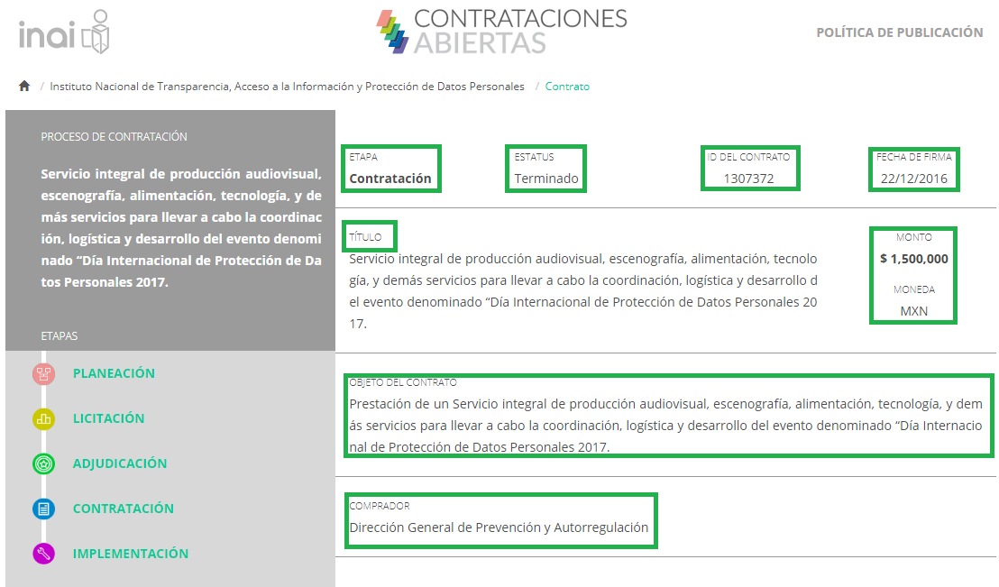 inai
CONTRATACIONES
ABIERTAS
POLÍTICA DE PUBLICACIÓN
/ Instituto Nacional de Transparencia, Acceso a la Información y Protección de Datos Personales / Contrato
PROCESO DE CONTRATACIÓN
Servicio integral de producción audiovisual,
escenografía, alimentación, tecnología, y de
más servicios para llevar a cabo la coordinac
ión, logística y desarrollo del evento denomi
nado “Día Internacional de Protección de Da
tos Personales 2017.
ETAPAS
PLANEACIÓN
LICITACIÓN
ADJUDICACIÓN
CONTRATACIÓN
IMPLEMENTACIÓN
ETAPA
Contratación
ESTATUS
Terminado
ID DEL CONTRATO
1307372
FECHA DE FIRMA
22/12/2016
TÍTULO
Servicio integral de producción audiovisual, escenografía, alimentación, tecnolo
gía, y demás servicios para llevar a cabo la coordinación, logística y desarrollo d
el evento denominado “Día Internacional de Protección de Datos Personales 20
17.
MONTO
$ 1,500,000
MONEDA
MXN
OBJETO DEL CONTRATO
Prestación de un Servicio integral de producción audiovisual, escenografía, alimentación, tecnología, y dem
ás servicios para llevar a cabo la coordinación, logística y desarrollo del evento denominado “Día Internacio
nal de Protección de Datos Personales 2017.
COMPRADOR
Dirección General de Prevención y Autorregulación